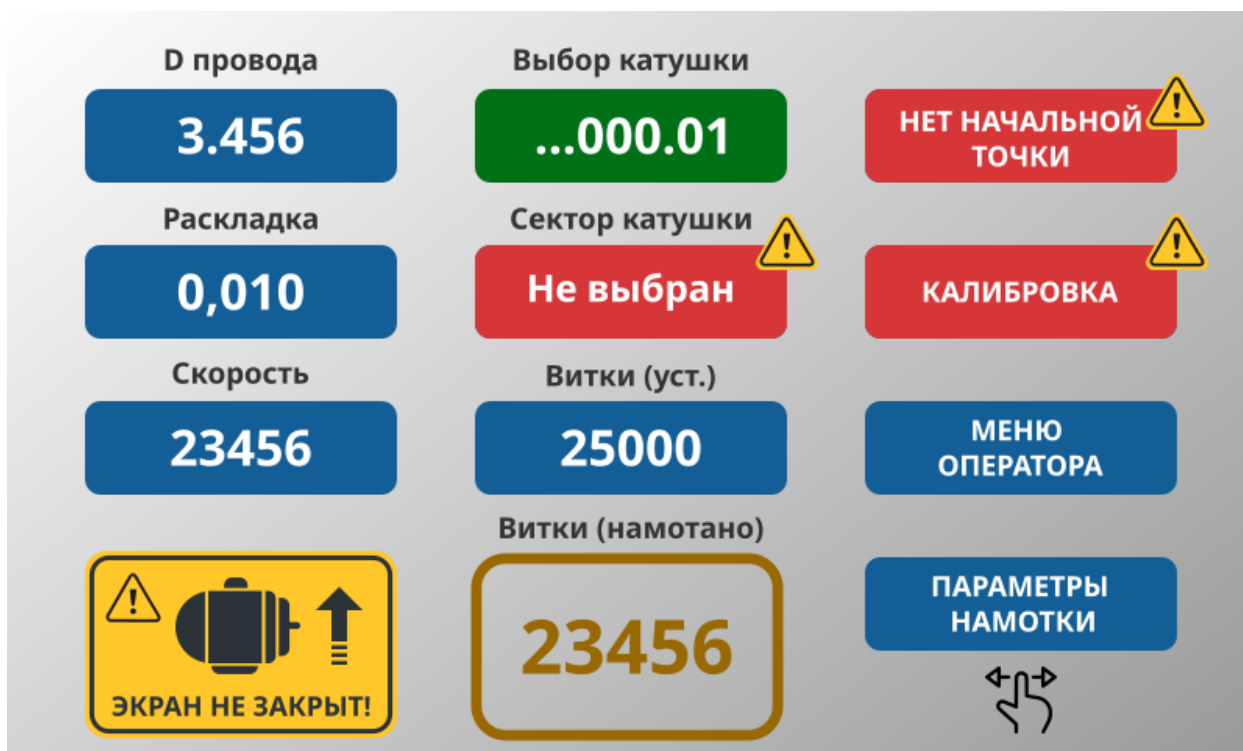 D провода
3.456
Выбор катушки
...000.01
НЕТ НАЧАЛЬНОЙ
ТОЧКИ
Раскладка
0,010
Сектор катушки
Не выбран
КАЛИБРОВКА
Скорость
23456
Витки (уст.)
25000
МЕНЮ
ОПЕРАТОРА
ЭКРАН НЕ ЗАКРЫТ!
Витки (намотано)
23456
ПАРАМЕТРЫ
НАМОТКИ